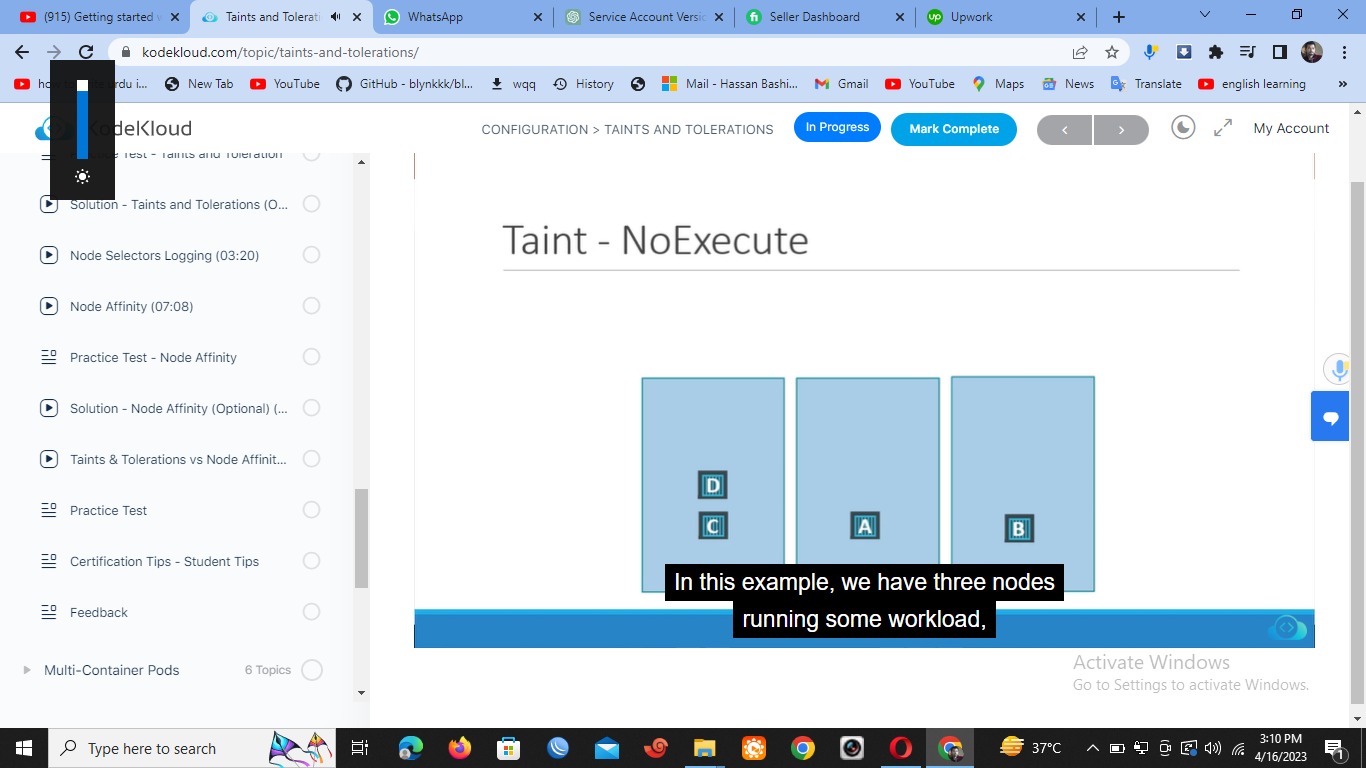 (915) Getting started w
Taints and Tolerati
WhatsApp
Service Account Versi
Seller Dashboard
Upwork
kodekloud.com/topic/taints-and-tolerations/
urdu i...
New Tab
YouTube
GitHub - blynkkk/bl...
wqq
History
Mail - Hassan Bashi...
Gmail
YouTube
Maps
News
Translate
english learning
»
KodeKloud
CONFIGURATION > TAINTS AND TOLERATIONS
In Progress
Mark Complete
My Account
Practice Test - Taints and Toleration
Solution - Taints and Tolerations (O...
Node Selectors Logging (03:20)
Node Affinity (07:08)
Practice Test - Node Affinity
Solution - Node Affinity (Optional) (...
Taints & Tolerations vs Node Affinit...
Practice Test
Certification Tips - Student Tips
Feedback
Multi-Container Pods
6 Topics
Taint - NoExecute
D
C
A
B
In this example, we have three nodes
running some workload,
Activate Windows
Go to Settings to activate Windows.
Type here to search
37°C
3:10 PM
4/16/2023
1